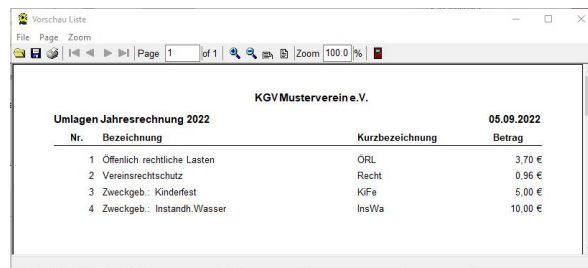 Vorschau Liste
File Page Zoom
Page 1 of 1 Zoom 100.0 %
KGV Musterverein e.V.
Umlagen Jahresrechnung 2022 05.09.2022
Nr. Bezeichnung Kurzbezeichnung Betrag
1 Öffenlich rechtliche Lasten ÖRL 3,70 €
2 Vereinsrechtschutz Recht 0,96 €
3 Zweckgeb.: Kinderfest KiFe 5,00 €
4 Zweckgeb.: Instandh.Wasser InsWa 10,00 €